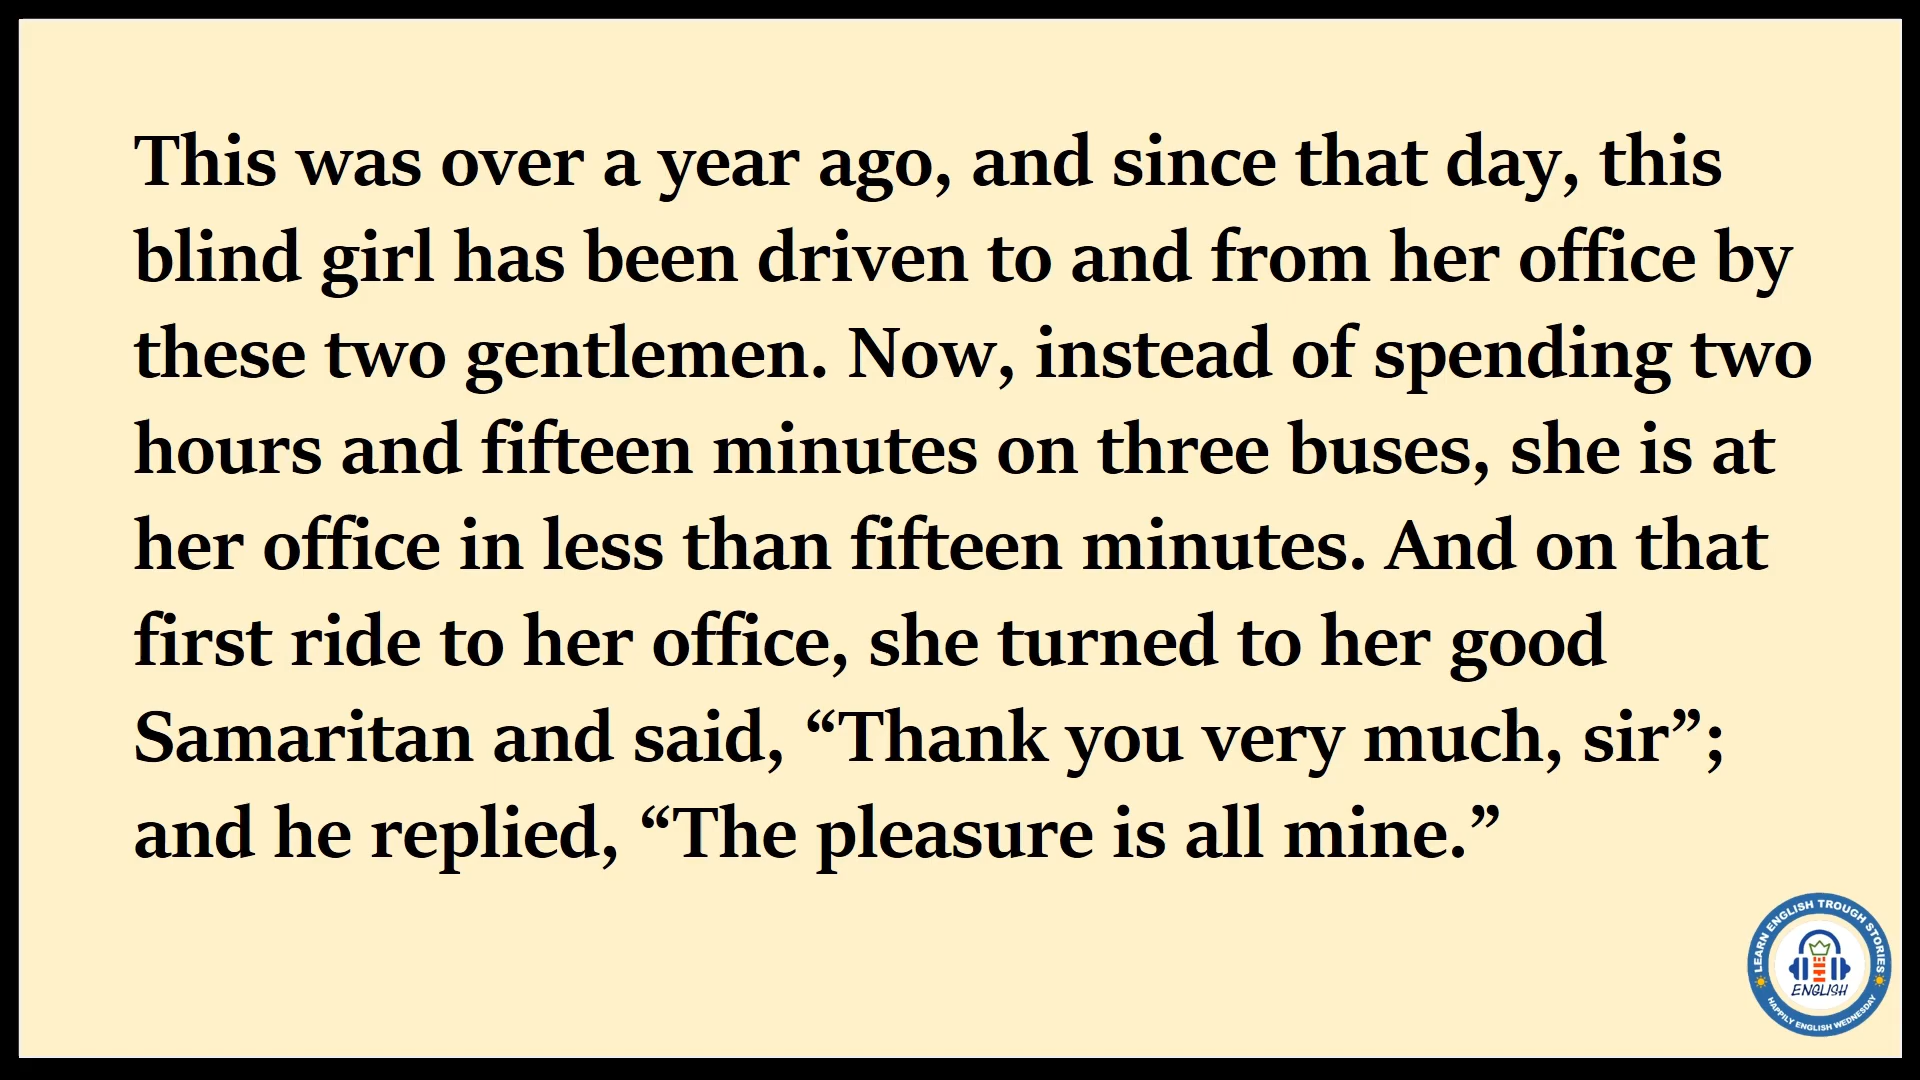 This was over a year ago, and since that day, this
blind girl has been driven to and from her office by
these two gentlemen. Now, instead of spending two
hours and fifteen minutes on three buses, she is at
her office in less than fifteen minutes. And on that
first ride to her office, she turned to her good
Samaritan and said, “Thank you very much, sir”;
and he replied, “The pleasure is all mine.”
LEARN ENGLISH TROUGH STORIES
ENGLISH
HAPPILY ENGLISH WEDNESDAY